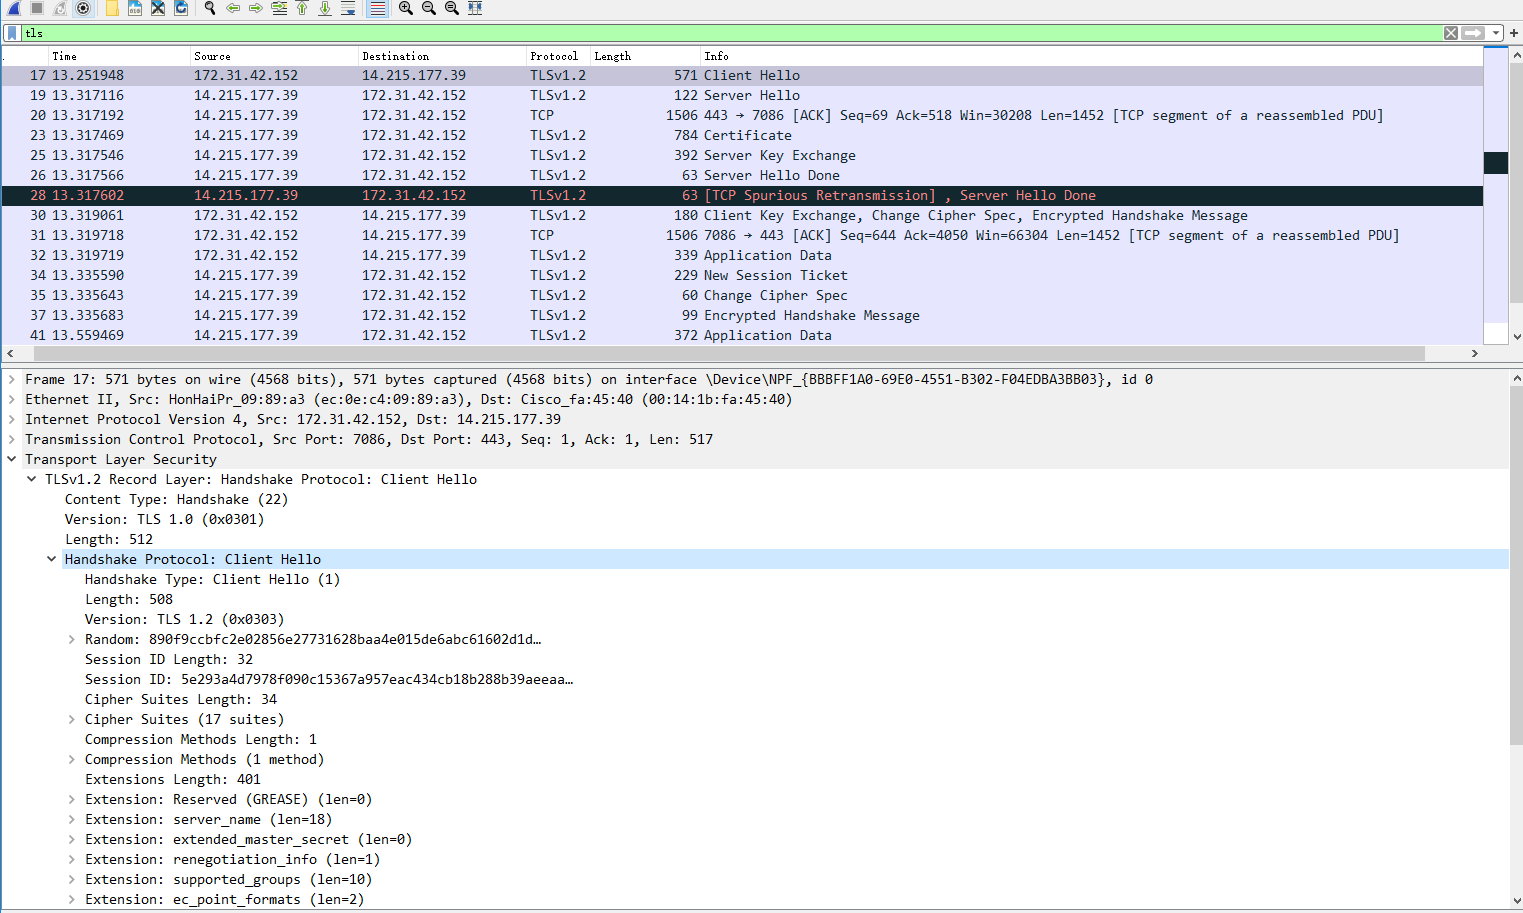 tls
Time Source Destination Protocol Length Info
17 13.251948 172.31.42.152 14.215.177.39 TLSv1.2 571 Client Hello
19 13.317116 14.215.177.39 172.31.42.152 TLSv1.2 122 Server Hello
20 13.317192 14.215.177.39 172.31.42.152 TCP 1506 443 → 7086 [ACK] Seq=69 Ack=518 Win=30208 Len=1452 [TCP segment of a reassembled PDU]
23 13.317469 14.215.177.39 172.31.42.152 TLSv1.2 784 Certificate
25 13.317546 14.215.177.39 172.31.42.152 TLSv1.2 392 Server Key Exchange
26 13.317566 14.215.177.39 172.31.42.152 TLSv1.2 63 Server Hello Done
28 13.317602 14.215.177.39 172.31.42.152 TLSv1.2 63 [TCP Spurious Retransmission] , Server Hello Done
30 13.319061 172.31.42.152 14.215.177.39 TLSv1.2 180 Client Key Exchange, Change Cipher Spec, Encrypted Handshake Message
31 13.319718 172.31.42.152 14.215.177.39 TCP 1506 7086 → 443 [ACK] Seq=644 Ack=4050 Win=66304 Len=1452 [TCP segment of a reassembled PDU]
32 13.319719 172.31.42.152 14.215.177.39 TLSv1.2 339 Application Data
34 13.335590 14.215.177.39 172.31.42.152 TLSv1.2 229 New Session Ticket
35 13.335643 14.215.177.39 172.31.42.152 TLSv1.2 60 Change Cipher Spec
37 13.335683 14.215.177.39 172.31.42.152 TLSv1.2 99 Encrypted Handshake Message
41 13.559469 14.215.177.39 172.31.42.152 TLSv1.2 372 Application Data
Frame 17: 571 bytes on wire (4568 bits), 571 bytes captured (4568 bits) on interface \Device\NPF_{BBBFF1A0-69E0-4551-B302-F04EDBA3BB03}, id 0
Ethernet II, Src: HonHaiPr_09:89:a3 (ec:0e:c4:09:89:a3), Dst: Cisco_fa:45:40 (00:14:1b:fa:45:40)
Internet Protocol Version 4, Src: 172.31.42.152, Dst: 14.215.177.39
Transmission Control Protocol, Src Port: 7086, Dst Port: 443, Seq: 1, Ack: 1, Len: 517
Transport Layer Security
TLSv1.2 Record Layer: Handshake Protocol: Client Hello
Content Type: Handshake (22)
Version: TLS 1.0 (0x0301)
Length: 512
Handshake Protocol: Client Hello
Handshake Type: Client Hello (1)
Length: 508
Version: TLS 1.2 (0x0303)
Random: 890f9ccbfc2e02856e27731628baa4e015de6abc61602d1d…
Session ID Length: 32
Session ID: 5e293a4d7978f090c15367a957eac434cb18b288b39aeeaa…
Cipher Suites Length: 34
Cipher Suites (17 suites)
Compression Methods Length: 1
Compression Methods (1 method)
Extensions Length: 401
Extension: Reserved (GREASE) (len=0)
Extension: server_name (len=18)
Extension: extended_master_secret (len=0)
Extension: renegotiation_info (len=1)
Extension: supported_groups (len=10)
Extension: ec_point_formats (len=2)